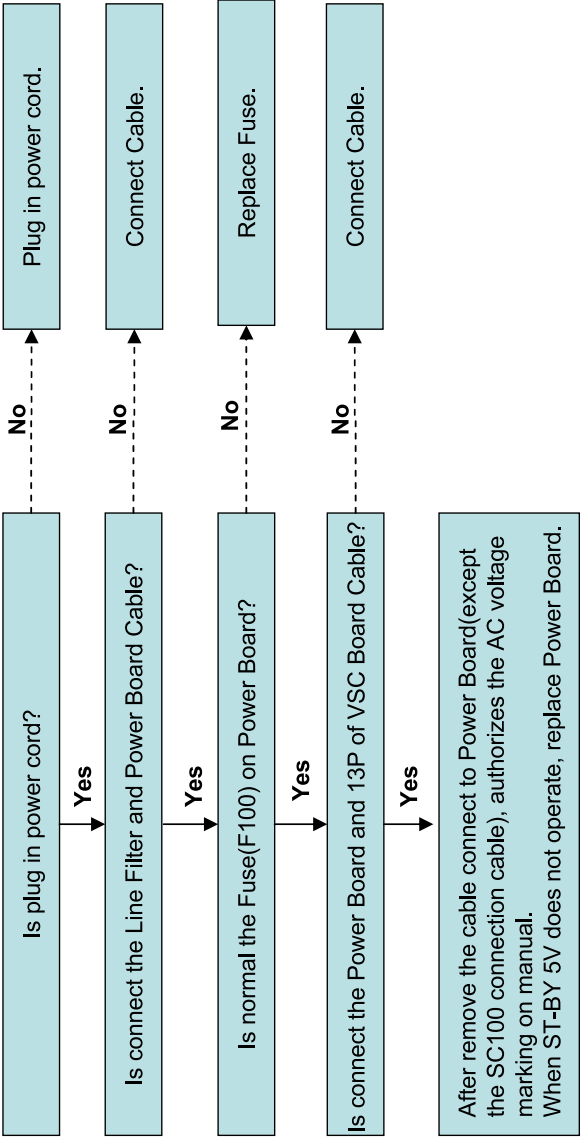 Is plug in power cord?
No
Plug in power cord.
Yes
Is connect the Line Filter and Power Board Cable?
No
Connect Cable.
Yes
Is normal the Fuse(F100) on Power Board?
No
Replace Fuse.
Yes
Is connect the Power Board and 13P of VSC Board Cable?
No
Connect Cable.
Yes
After remove the cable connect to Power Board(except
the SC100 connection cable), authorizes the AC voltage
marking on manual.
When ST-BY 5V does not operate, replace Power Board.